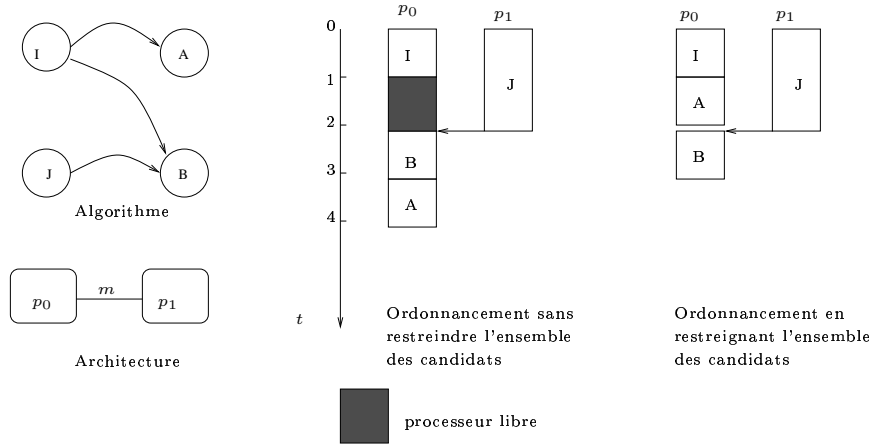 I
A
J
B
Algorithme
p0
m
p1
Architecture
p0
p1
0
1
2
3
4
t
I
J
B
A
Ordonnancement sans
restreindre l'ensemble
des candidats
processeur libre
p0
p1
I
A
J
B
Ordonnancement en
restreignant l'ensemble
des candidats